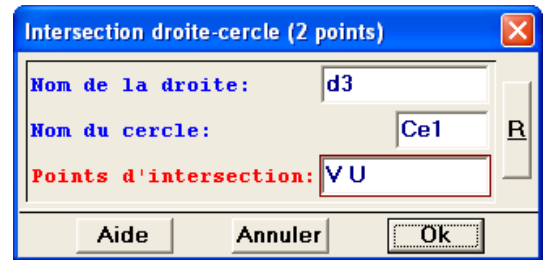 Intersection droite-cercle (2 points)
Nom de la droite: d3
Nom du cercle: Ce1
R
Points d'intersection: V U
Aide Annuler Ok